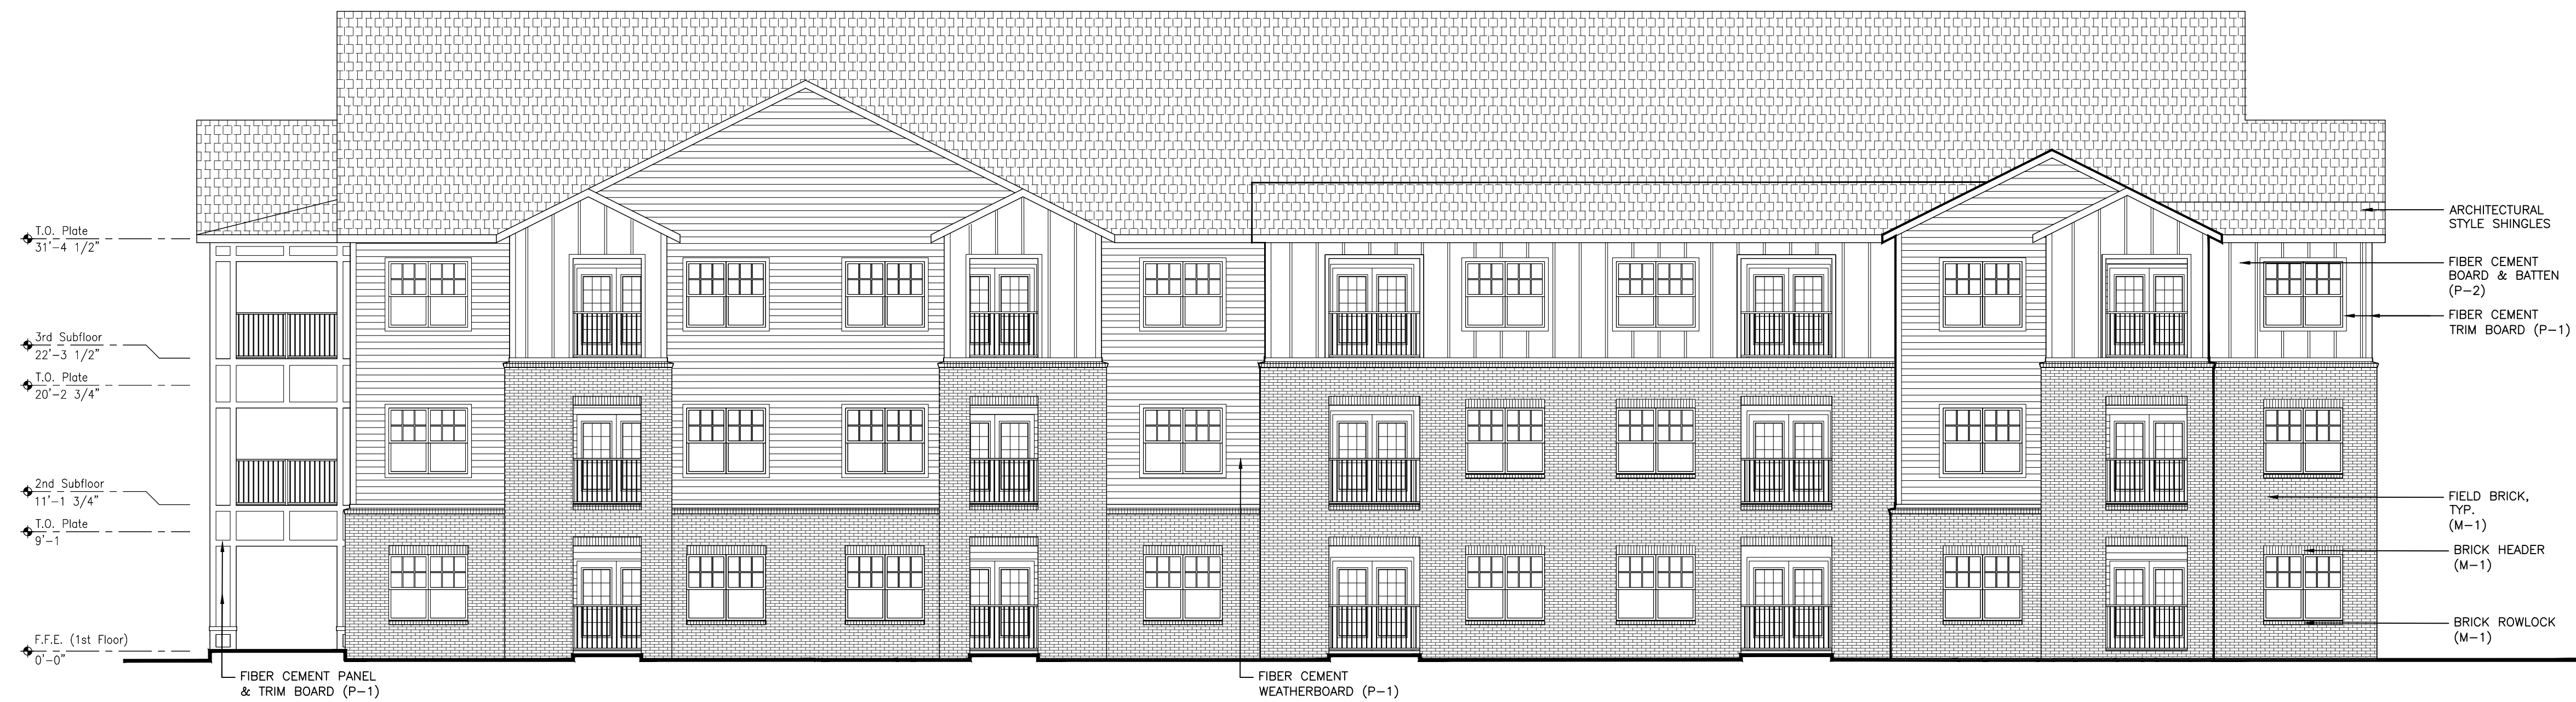 T.O. Plate
31'-4 1/2"
3rd Subfloor
22'-3 1/2"
T.O. Plate
20'-2 3/4"
2nd Subfloor
11'-1 3/4"
T.O. Plate
9'-1
F.F.E. (1st Floor)
0'-0"
FIBER CEMENT PANEL
& TRIM BOARD (P-1)
FIBER CEMENT
WEATHERBOARD (P-1)
ARCHITECTURAL
STYLE SHINGLES
FIBER CEMENT
BOARD & BATTEN
(P-2)
FIBER CEMENT
TRIM BOARD (P-1)
FIELD BRICK,
TYP.
(M-1)
BRICK HEADER
(M-1)
BRICK ROWLOCK
(M-1)